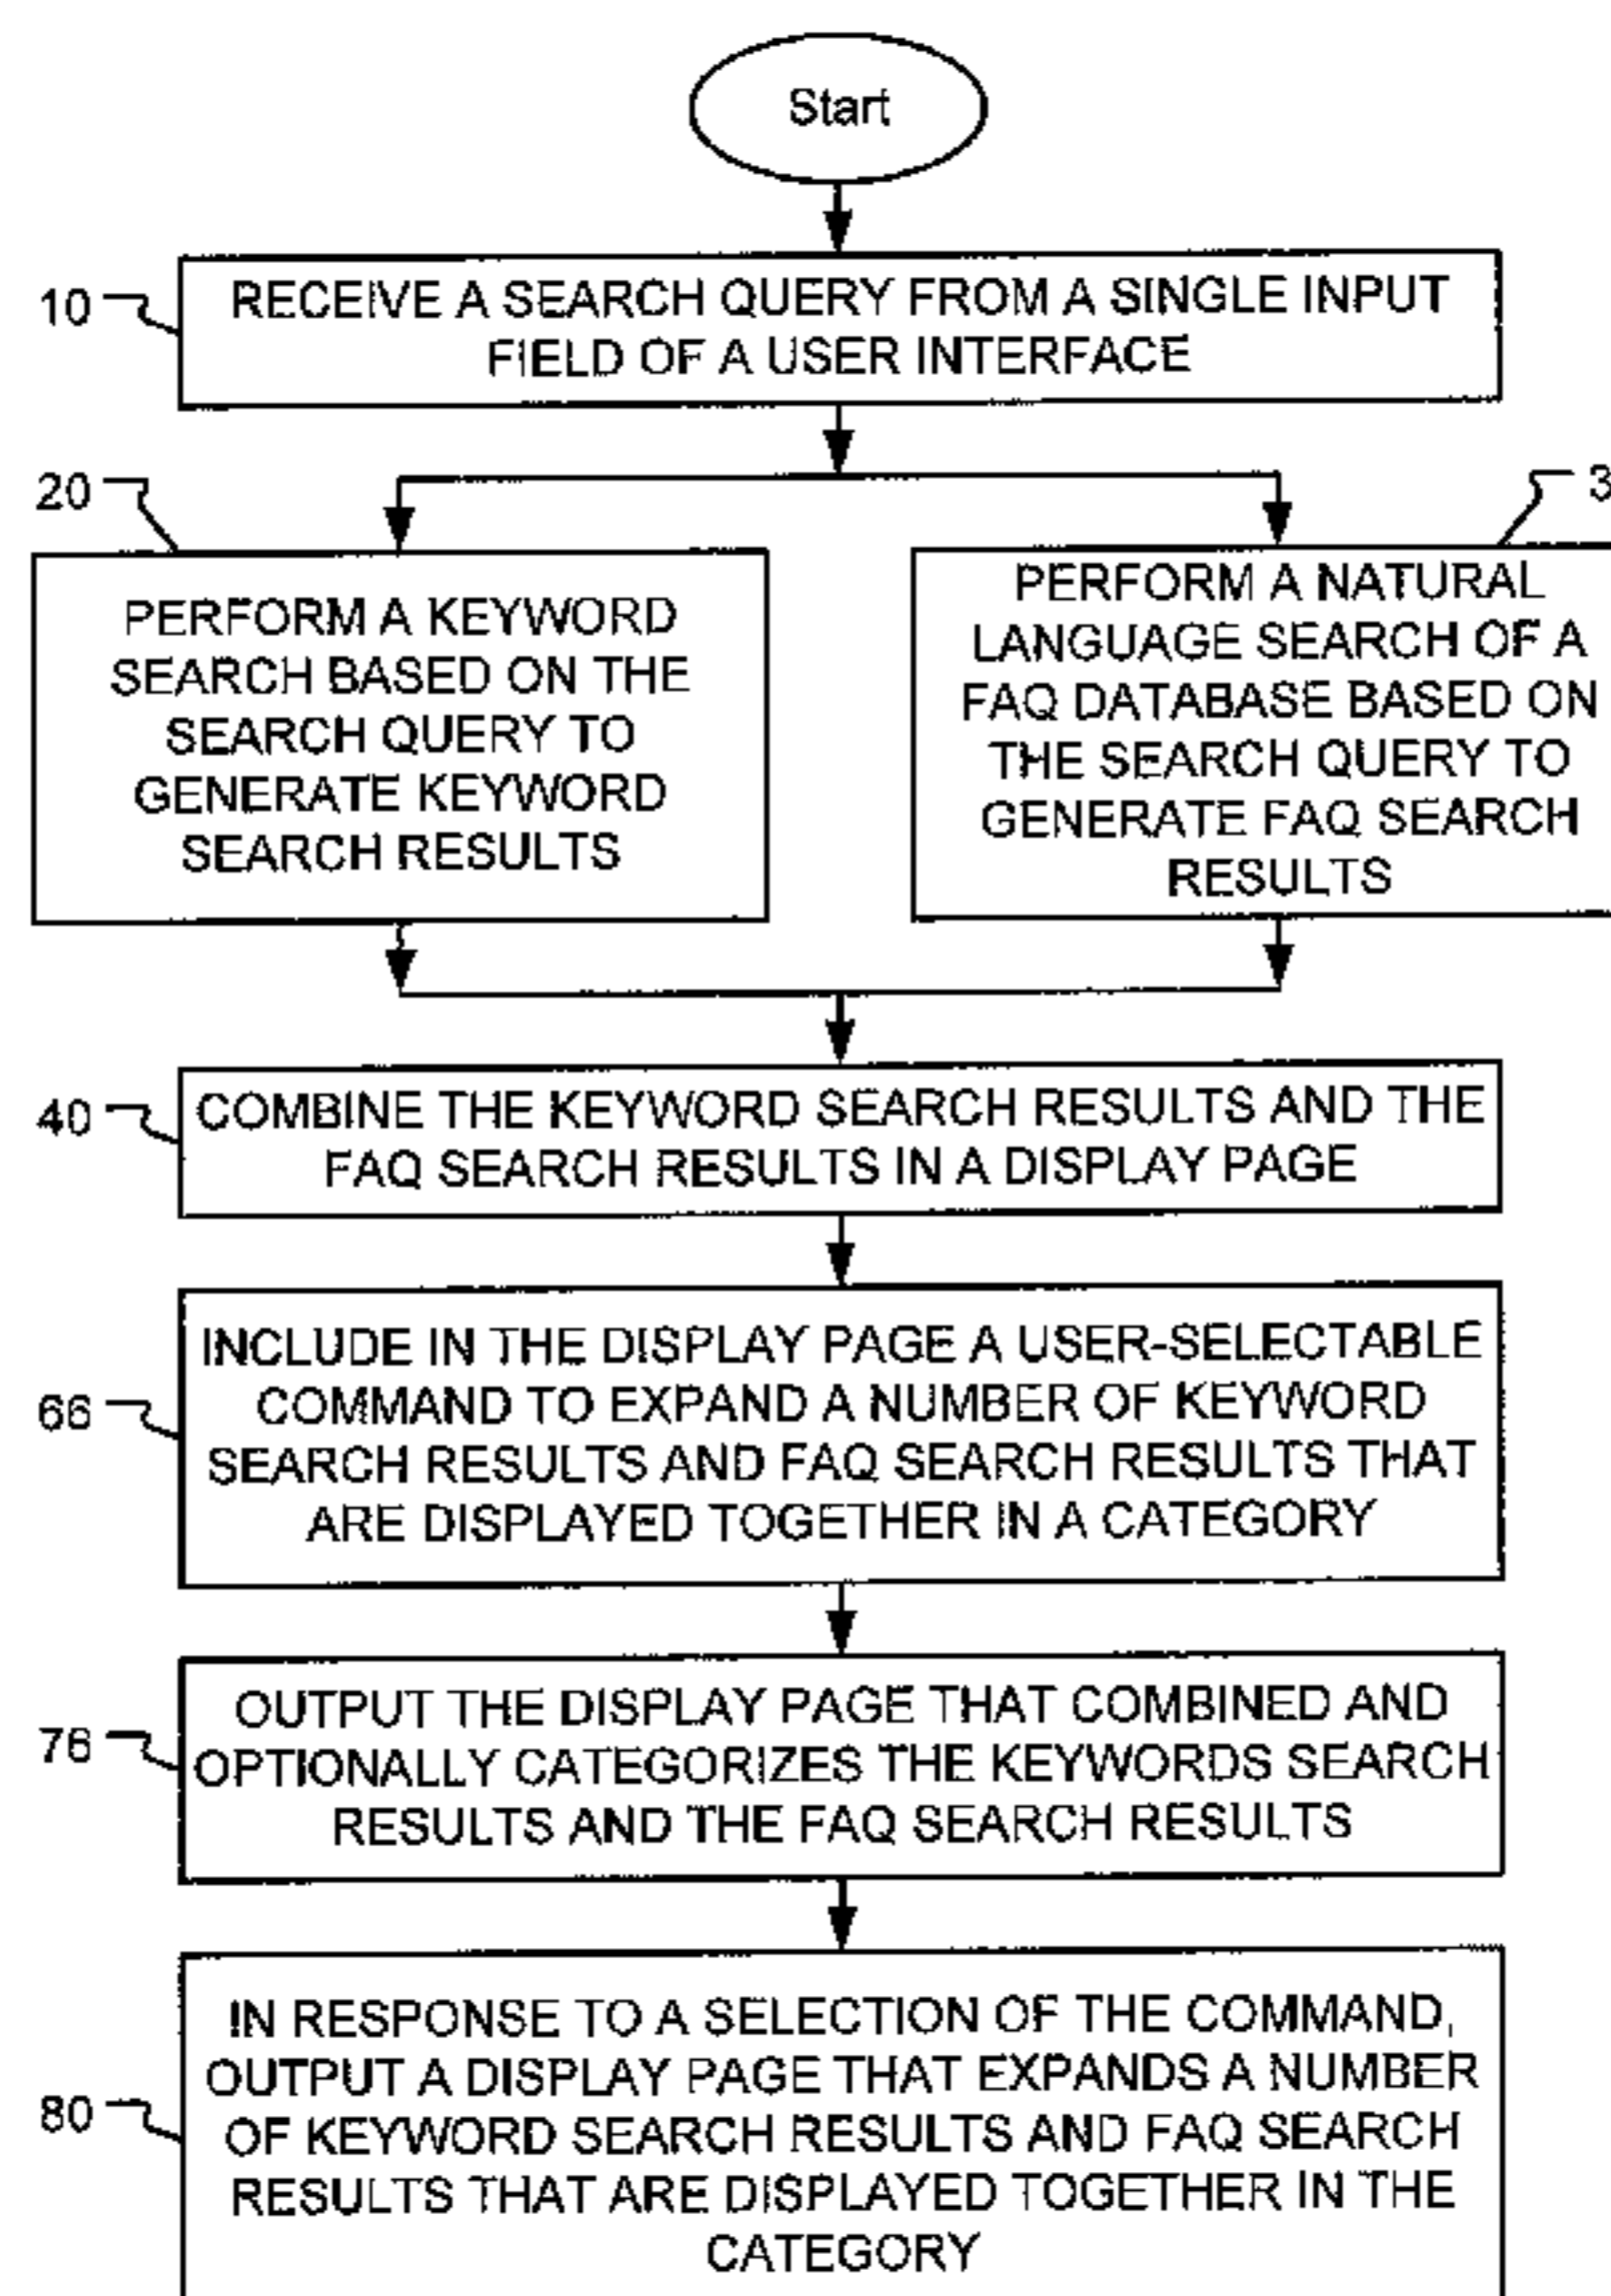 Start
10
RECEIVE A SEARCH QUERY FROM A SINGLE INPUT
FIELD OF A USER INTERFACE
20
3
PERFORM A KEYWORD
SEARCH BASED ON THE
SEARCH QUERY TO
GENERATE KEYWORD
SEARCH RESULTS
PERFORM A NATURAL
LANGUAGE SEARCH OF A
FAQ DATABASE BASED ON
THE SEARCH QUERY TO
GENERATE FAQ SEARCH
RESULTS
40
COMBINE THE KEYWORD SEARCH RESULTS AND THE
FAQ SEARCH RESULTS IN A DISPLAY PAGE
66
INCLUDE IN THE DISPLAY PAGE A USER-SELECTABLE
COMMAND TO EXPAND A NUMBER OF KEYWORD
SEARCH RESULTS AND FAQ SEARCH RESULTS THAT
ARE DISPLAYED TOGETHER IN A CATEGORY
76
OUTPUT THE DISPLAY PAGE THAT COMBINED AND
OPTIONALLY CATEGORIZES THE KEYWORDS SEARCH
RESULTS AND THE FAQ SEARCH RESULTS
80
IN RESPONSE TO A SELECTION OF THE COMMAND,
OUTPUT A DISPLAY PAGE THAT EXPANDS A NUMBER
OF KEYWORD SEARCH RESULTS AND FAQ SEARCH
RESULTS THAT ARE DISPLAYED TOGETHER IN THE
CATEGORY